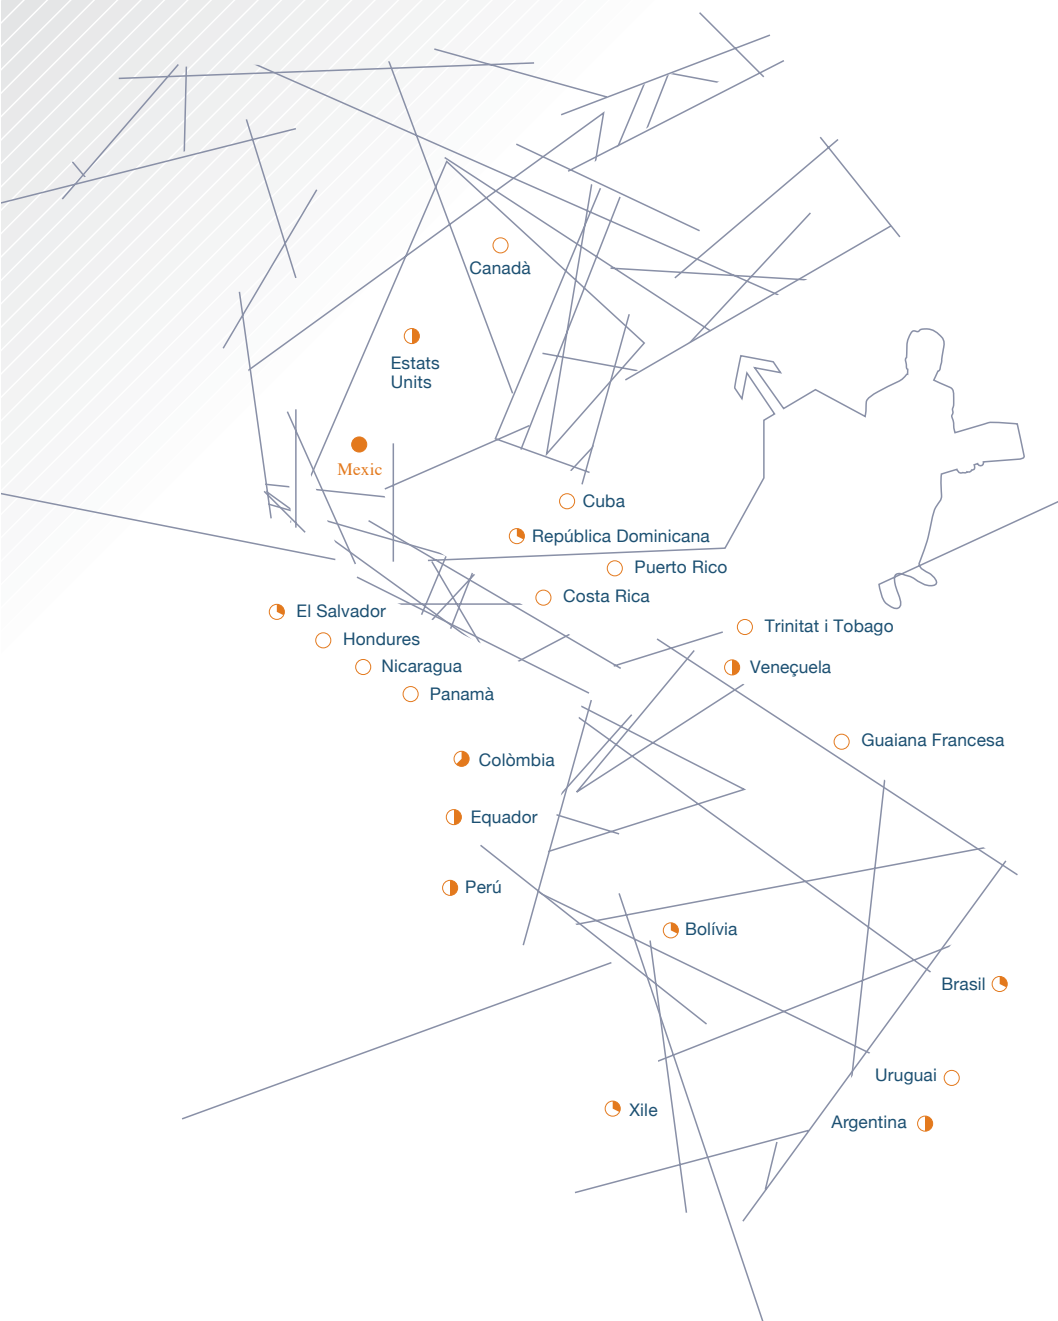 Canadà
Estats
Units
Mexic
Cuba
República Dominicana
Puerto Rico
Costa Rica
El Salvador
Trinitat i Tobago
Hondures
Nicaragua
Veneçuela
Panamà
Guaiana Francesa
Colòmbia
Equador
Perú
Bolívia
Brasil
Uruguai
Xile
Argentina